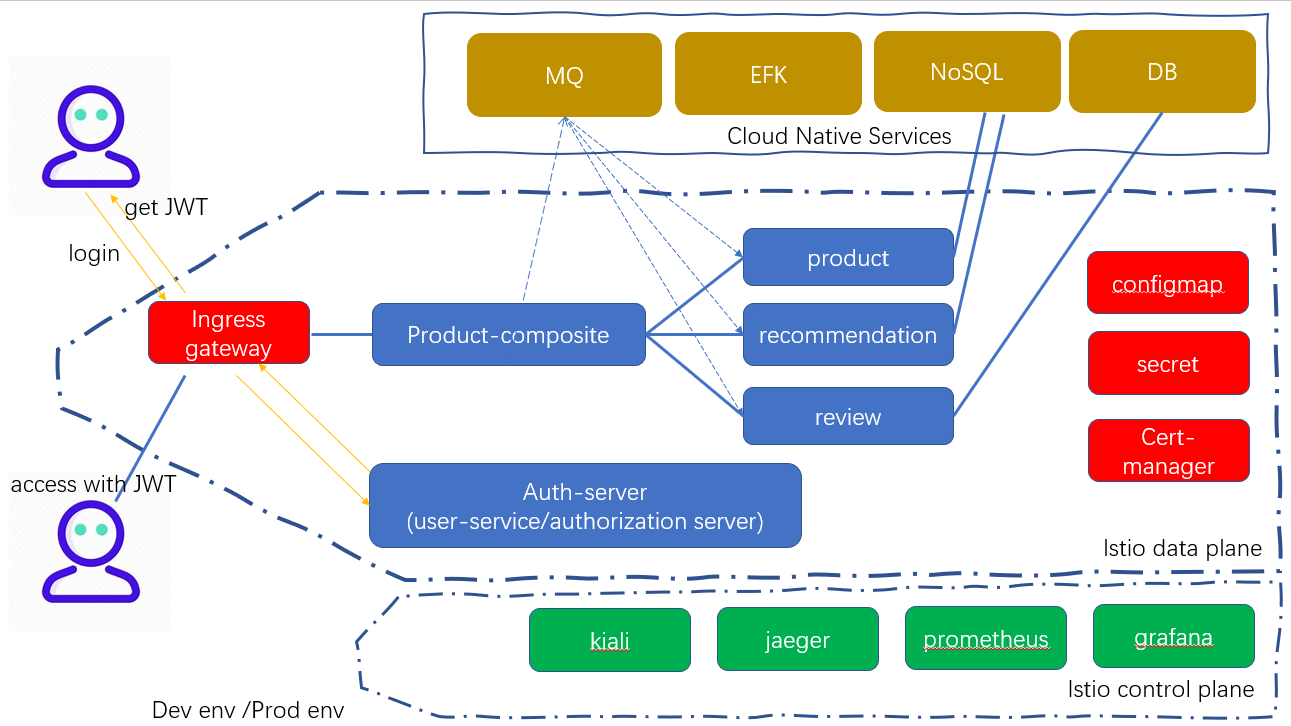 MQ
EFK
NoSQL
DB
Cloud Native Services
get JWT
login
product
Ingress
gateway
Product-composite
recommendation
review
configmap
secret
Cert-
manager
access with JWT
Auth-server
(user-service/authorization server)
Istio data plane
kiali
jaeger
prometheus
grafana
Istio control plane
Dev env /Prod env